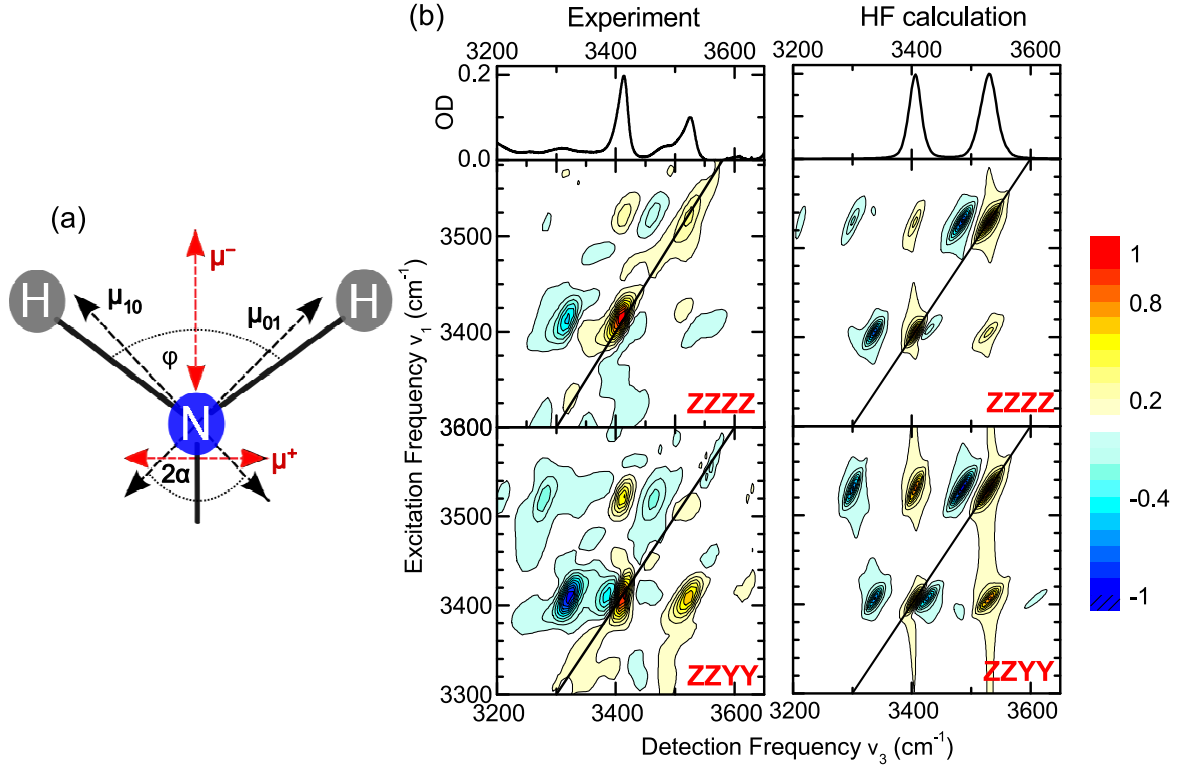 (a)
H
H
μ⁻
μ₁₀
μ₀₁
φ
N
μ⁺
2α
(b)
Experiment
HF calculation
3200 3400 3600
3200 3400 3600
OD
0.2
0.0
Excitation Frequency ν₁ (cm⁻¹)
3500
3400
ZZZZ
ZZZZ
3600
3500
3400
3300
ZZYY
ZZYY
3200 3400 3600
3200 3400 3600
Detection Frequency ν₃ (cm⁻¹)
1
0.8
0.2
-0.4
-1